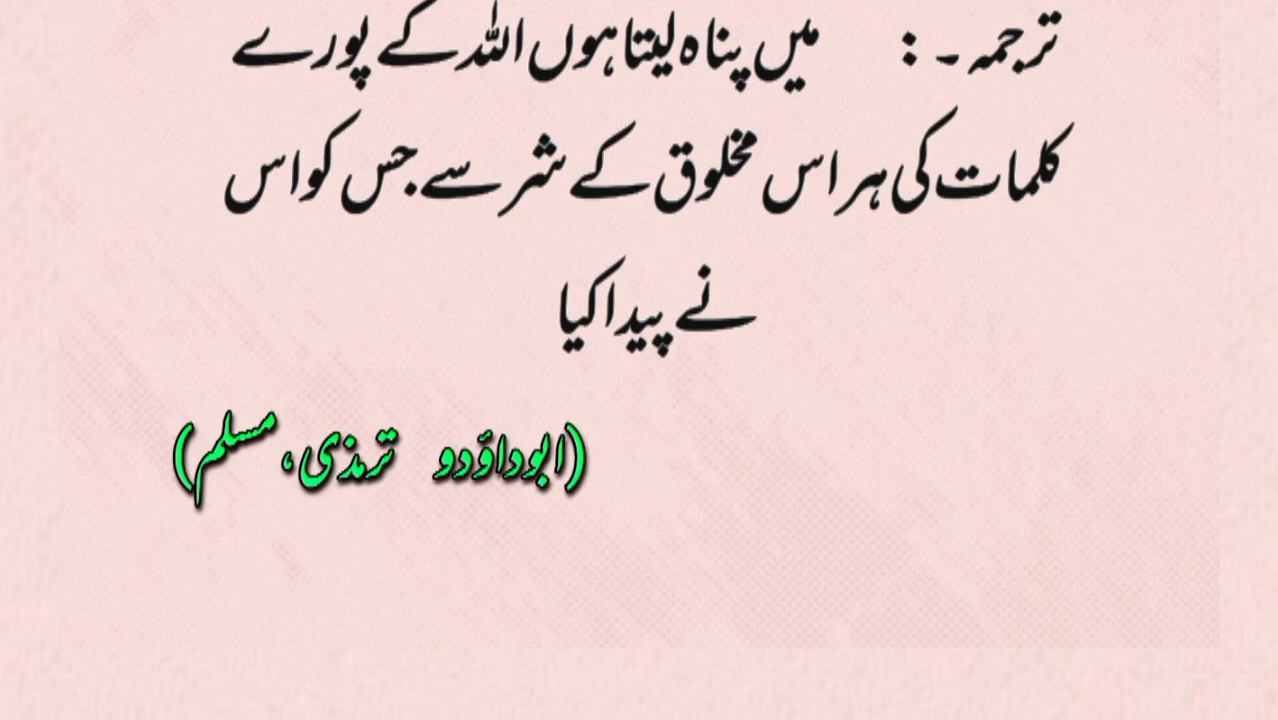 ترجمہ ۔ : میں پناہ لیتا ہوں اللہ کے پورے
کلمات کی ہر اس مخلوق کے شر سے جس کو اس
نے پیدا کیا
(ابوداؤدو ترمذی، مسلم)